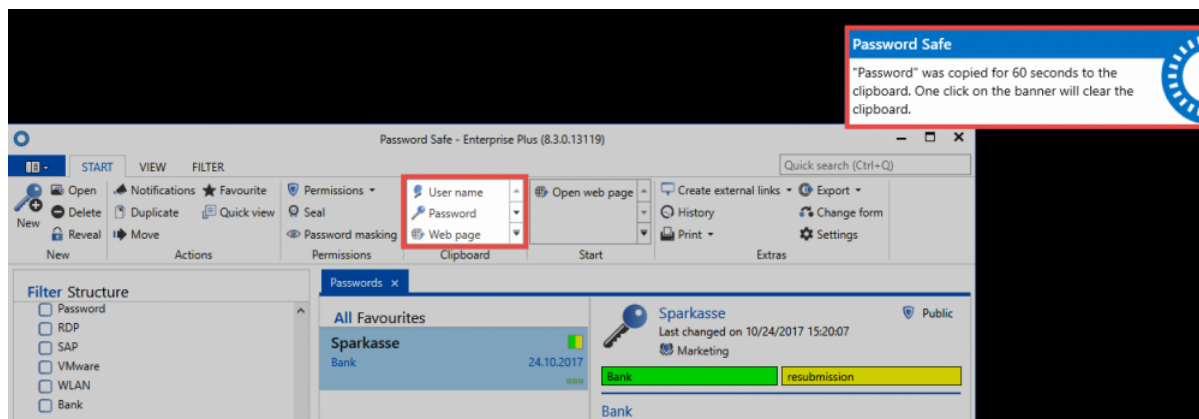 Password Safe
"Password" was copied for 60 seconds to the
clipboard. One click on the banner will clear the
clipboard.
Password Safe - Enterprise Plus (8.3.0.13119)
START VIEW FILTER
Quick search (Ctrl+Q)
New
Open
Delete
Reveal
New
Notifications Favourite
Duplicate Quick view
Move
Actions
Permissions
Seal
Password masking
Permissions
User name
Password
Web page
Clipboard
Open web page
Start
Create external links Export
History Change form
Print Settings
Extras
Filter Structure
Password
RDP
SAP
VMware
WLAN
Bank
Passwords
All Favourites
Sparkasse
Bank 24.10.2017
Sparkasse Public
Last changed on 10/24/2017 15:20:07
Marketing
Bank resubmission
Bank